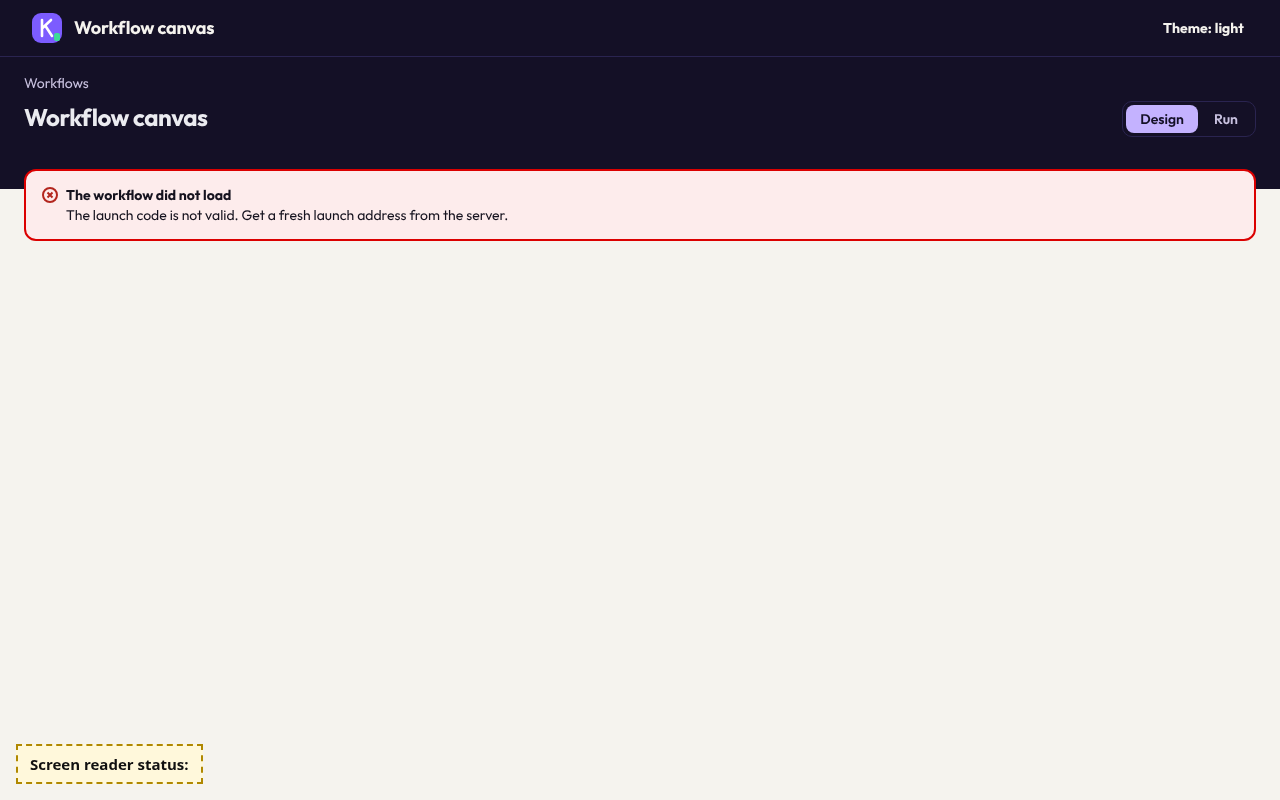 K
Workflow canvas
Theme: light
Workflows
Workflow canvas
Design
Run
The workflow did not load
The launch code is not valid. Get a fresh launch address from the server.
Screen reader status: